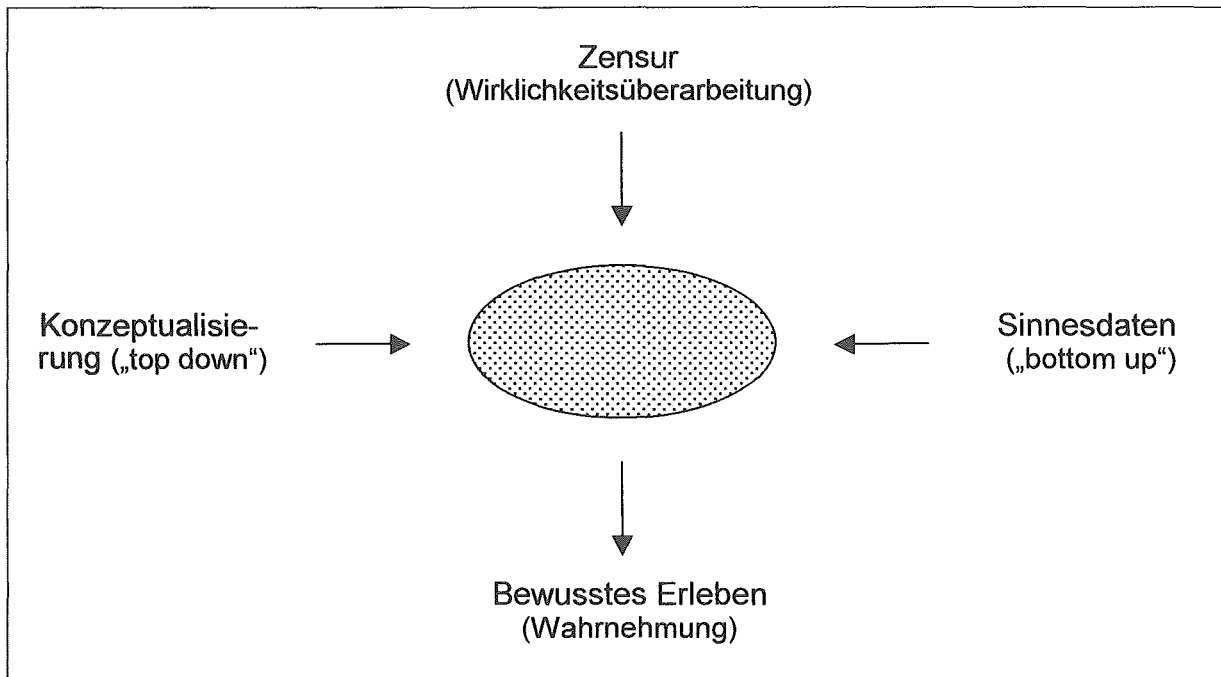 Zensur
(Wirklichkeitsüberarbeitung)
Konzeptualisie-
rung („top down“)
Sinnesdaten
(„bottom up“)
Bewusstes Erleben
(Wahrnehmung)